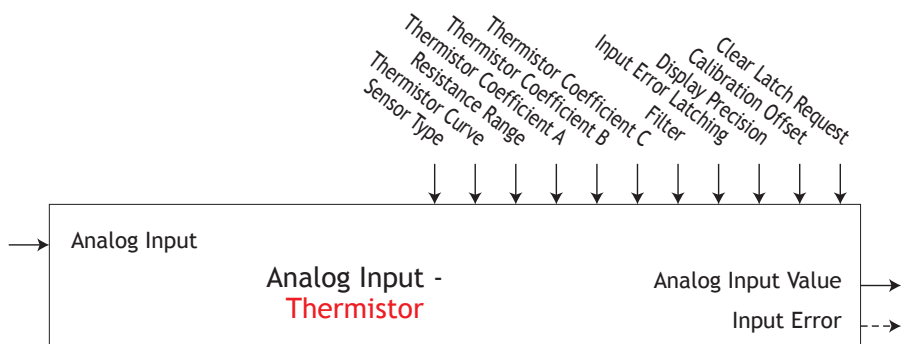 Sensor Type
Thermistor Curve
Resistance Range
Thermistor Coefficient A
Thermistor Coefficient B
Thermistor Coefficient C
Filter
Input Error Latching
Display Precision
Calibration Offset
Clear Latch Request
Analog Input
Analog Input -
Thermistor
Analog Input Value
Input Error